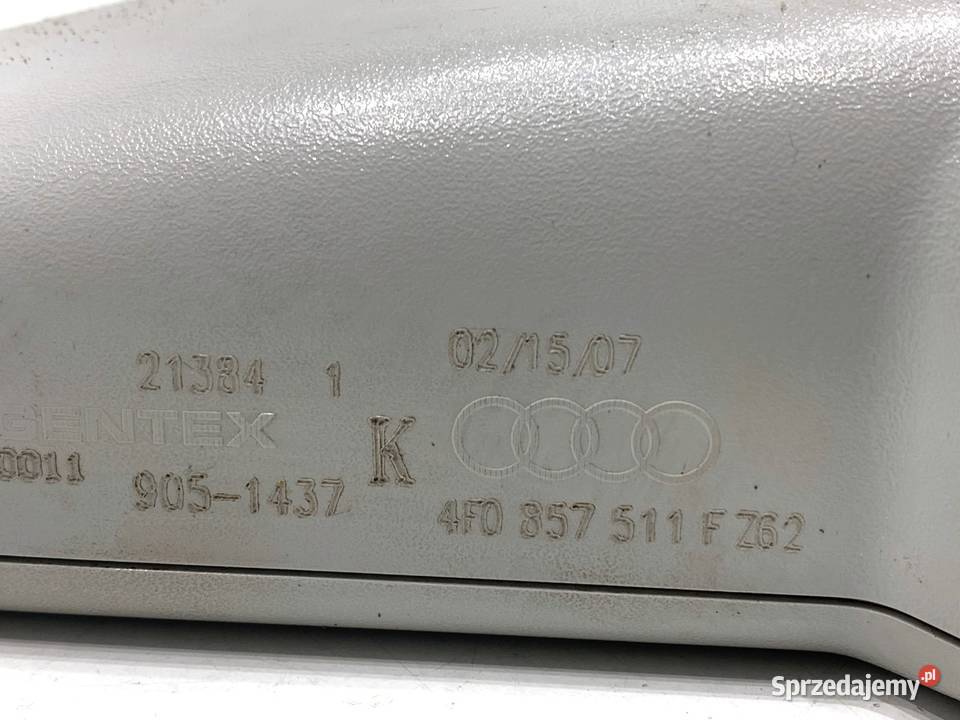 21384 1
02/15/07
GENTEX
K
0011
905-1437
4F0 857 511 F Z62
Sprzedajemy.pl